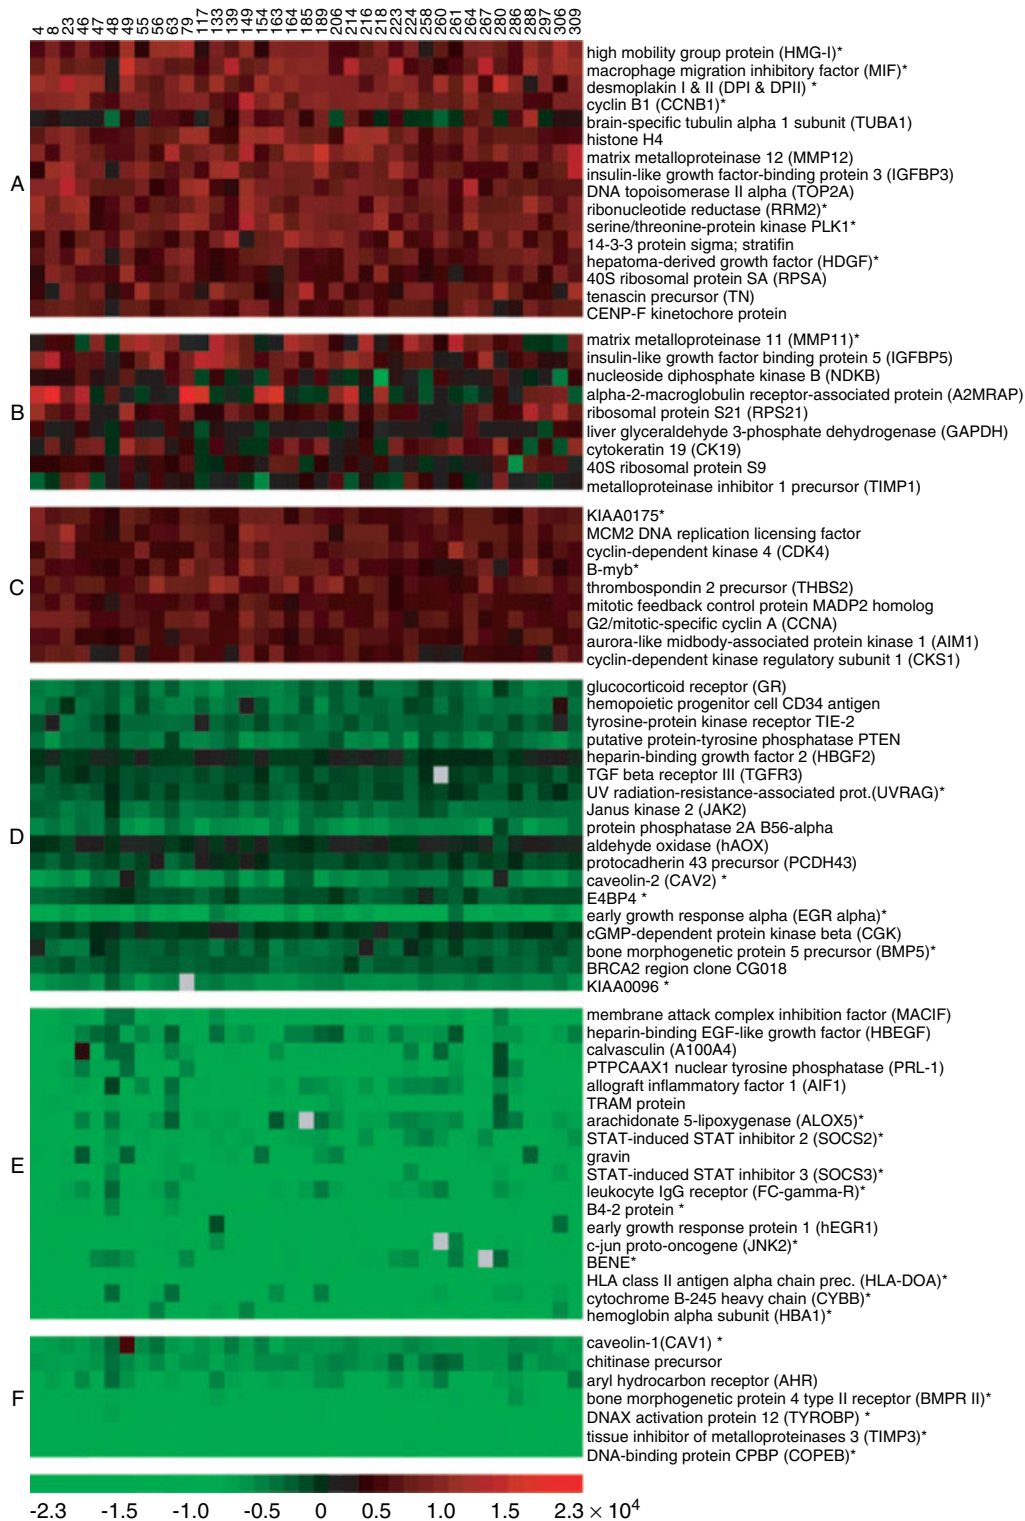 4 8 23 46 47 48 49 55 56 63 79 117 133 139 149 154 163 164 185 189 206 214 216 218 223 224 258 260 261 264 267 280 286 288 297 306 309
A
high mobility group protein (HMG-I)*
macrophage migration inhibitory factor (MIF)*
desmoplakin I & II (DPI & DPII) *
cyclin B1 (CCNB1)*
brain-specific tubulin alpha 1 subunit (TUBA1)
histone H4
matrix metalloproteinase 12 (MMP12)
insulin-like growth factor-binding protein 3 (IGFBP3)
DNA topoisomerase II alpha (TOP2A)
ribonucleotide reductase (RRM2)*
serine/threonine-protein kinase PLK1*
14-3-3 protein sigma; stratifin
hepatoma-derived growth factor (HDGF)*
40S ribosomal protein SA (RPSA)
tenascin precursor (TN)
CENP-F kinetochore protein
B
matrix metalloproteinase 11 (MMP11)*
insulin-like growth factor binding protein 5 (IGFBP5)
nucleoside diphosphate kinase B (NDKB)
alpha-2-macroglobulin receptor-associated protein (A2MRAP)
ribosomal protein S21 (RPS21)
liver glyceraldehyde 3-phosphate dehydrogenase (GAPDH)
cytokeratin 19 (CK19)
40S ribosomal protein S9
metalloproteinase inhibitor 1 precursor (TIMP1)
C
KIAA0175*
MCM2 DNA replication licensing factor
cyclin-dependent kinase 4 (CDK4)
B-myb*
thrombospondin 2 precursor (THBS2)
mitotic feedback control protein MADP2 homolog
G2/mitotic-specific cyclin A (CCNA)
aurora-like midbody-associated protein kinase 1 (AIM1)
cyclin-dependent kinase regulatory subunit 1 (CKS1)
D
glucocorticoid receptor (GR)
hemopoietic progenitor cell CD34 antigen
tyrosine-protein kinase receptor TIE-2
putative protein-tyrosine phosphatase PTEN
heparin-binding growth factor 2 (HBGF2)
TGF beta receptor III (TGFR3)
UV radiation-resistance-associated prot.(UVRAG)*
Janus kinase 2 (JAK2)
protein phosphatase 2A B56-alpha
aldehyde oxidase (hAOX)
protocadherin 43 precursor (PCDH43)
caveolin-2 (CAV2) *
E4BP4 *
early growth response alpha (EGR alpha)*
cGMP-dependent protein kinase beta (CGK)
bone morphogenetic protein 5 precursor (BMP5)*
BRCA2 region clone CG018
KIAA0096 *
E
membrane attack complex inhibition factor (MACIF)
heparin-binding EGF-like growth factor (HBEGF)
calvasculin (A100A4)
PTPCAAX1 nuclear tyrosine phosphatase (PRL-1)
allograft inflammatory factor 1 (AIF1)
TRAM protein
arachidonate 5-lipoxygenase (ALOX5)*
STAT-induced STAT inhibitor 2 (SOCS2)*
gravin
STAT-induced STAT inhibitor 3 (SOCS3)*
leukocyte IgG receptor (FC-gamma-R)*
B4-2 protein *
early growth response protein 1 (hEGR1)
c-jun proto-oncogene (JNK2)*
BENE*
HLA class II antigen alpha chain prec. (HLA-DOA)*
cytochrome B-245 heavy chain (CYBB)*
hemoglobin alpha subunit (HBA1)*
F
caveolin-1(CAV1) *
chitinase precursor
aryl hydrocarbon receptor (AHR)
bone morphogenetic protein 4 type II receptor (BMPR II)*
DNAX activation protein 12 (TYROBP) *
tissue inhibitor of metalloproteinases 3 (TIMP3)*
DNA-binding protein CPBP (COPEB)*
-2.3 -1.5 -1.0 -0.5 0 0.5 1.0 1.5 2.3 × 10⁴